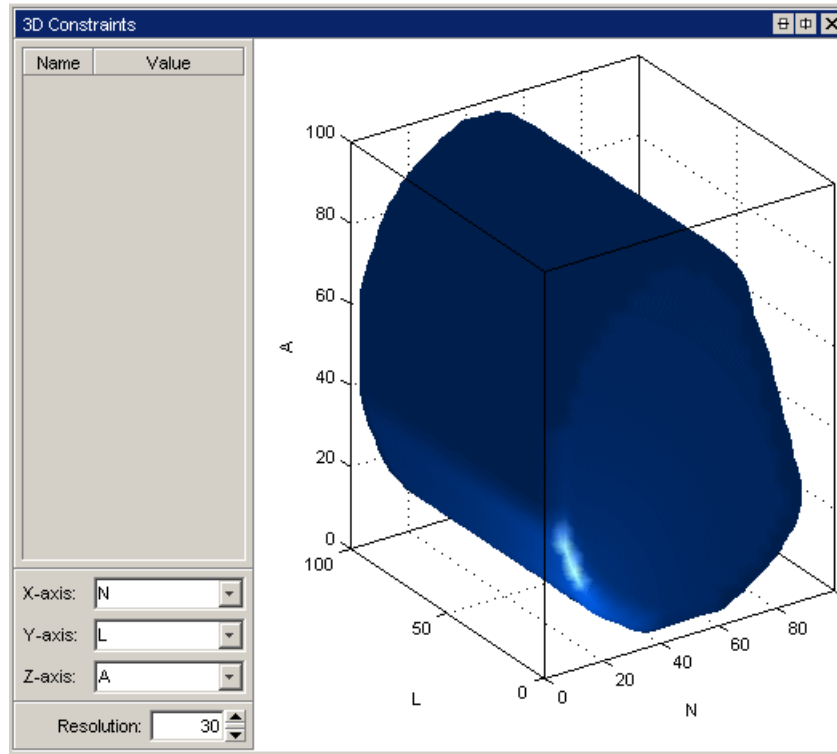 3D Constraints
Name Value
100
80
60
40
20
0
A
100
50
0
L
0
20
40
60
80
N
X-axis: N
Y-axis: L
Z-axis: A
Resolution: 30